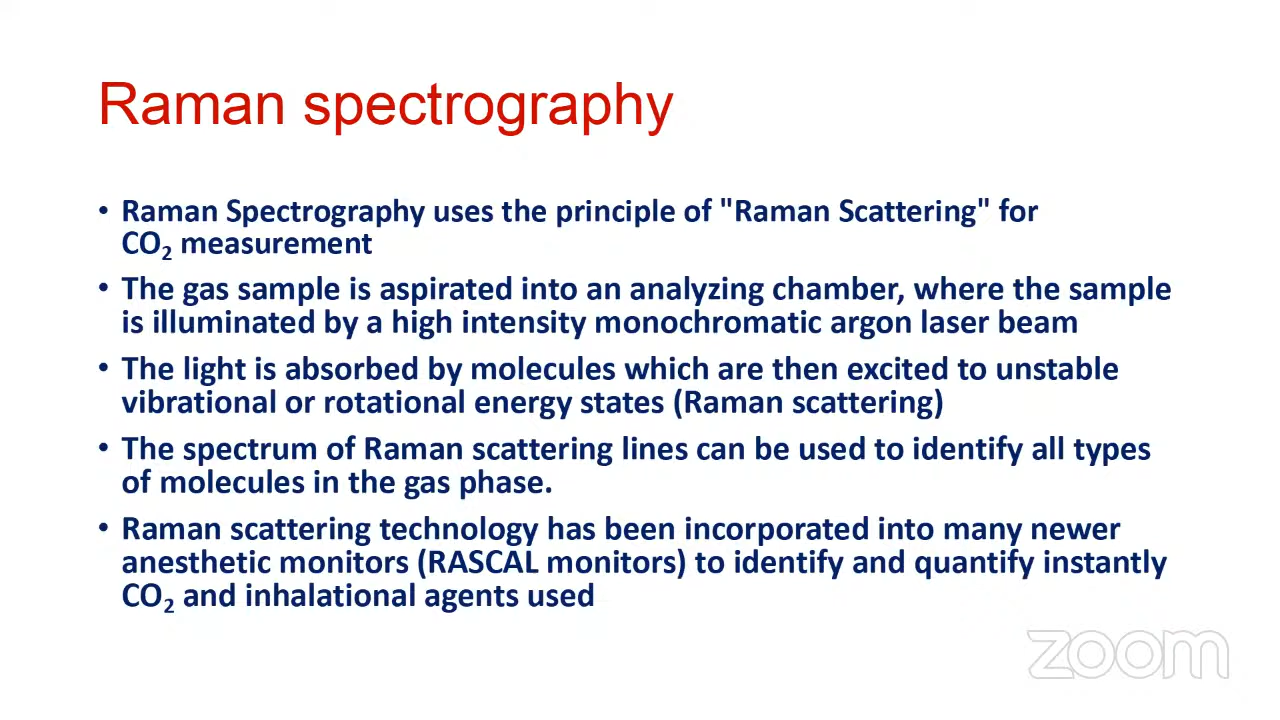 Raman spectrography
• Raman Spectrography uses the principle of "Raman Scattering" for
CO₂ measurement
• The gas sample is aspirated into an analyzing chamber, where the sample
is illuminated by a high intensity monochromatic argon laser beam
• The light is absorbed by molecules which are then excited to unstable
vibrational or rotational energy states (Raman scattering)
• The spectrum of Raman scattering lines can be used to identify all types
of molecules in the gas phase.
• Raman scattering technology has been incorporated into many newer
anesthetic monitors (RASCAL monitors) to identify and quantify instantly
CO₂ and inhalational agents used
zoom